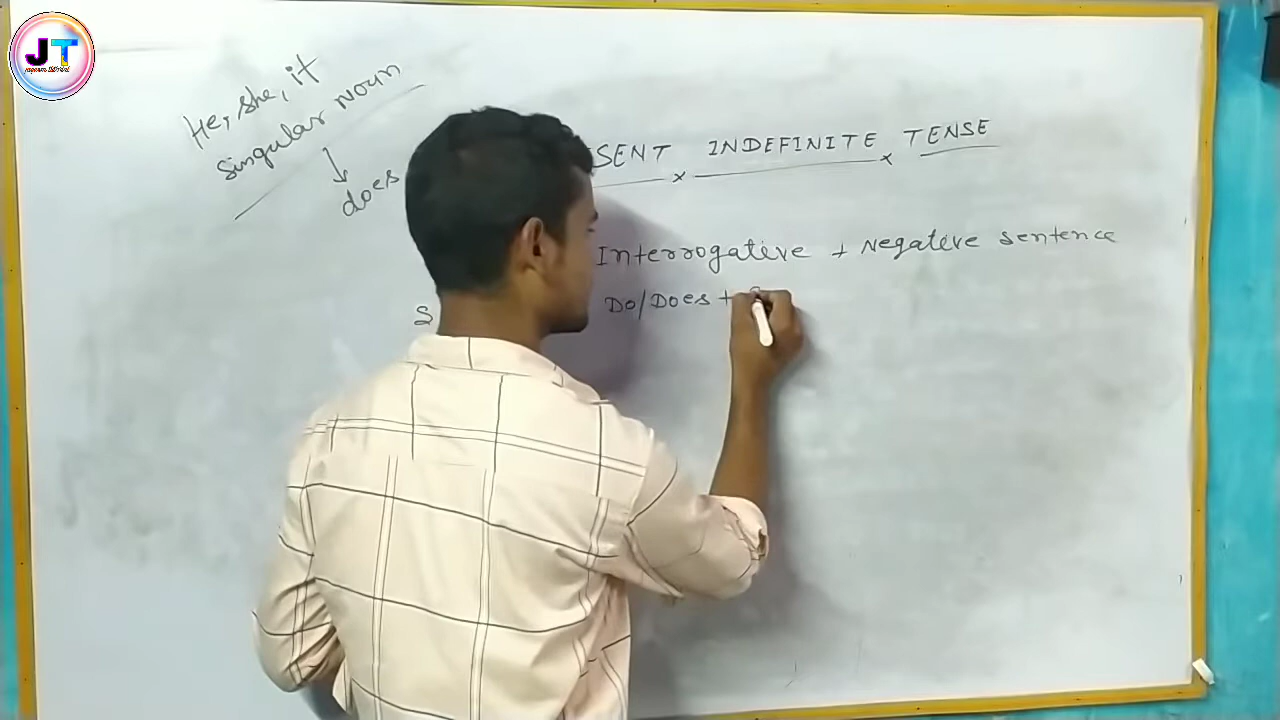 JT
He, she, it
singular noun
↓
does
SENT INDEFINITE TENSE
Interrogative + Negative sentence
S
Do/Does + S